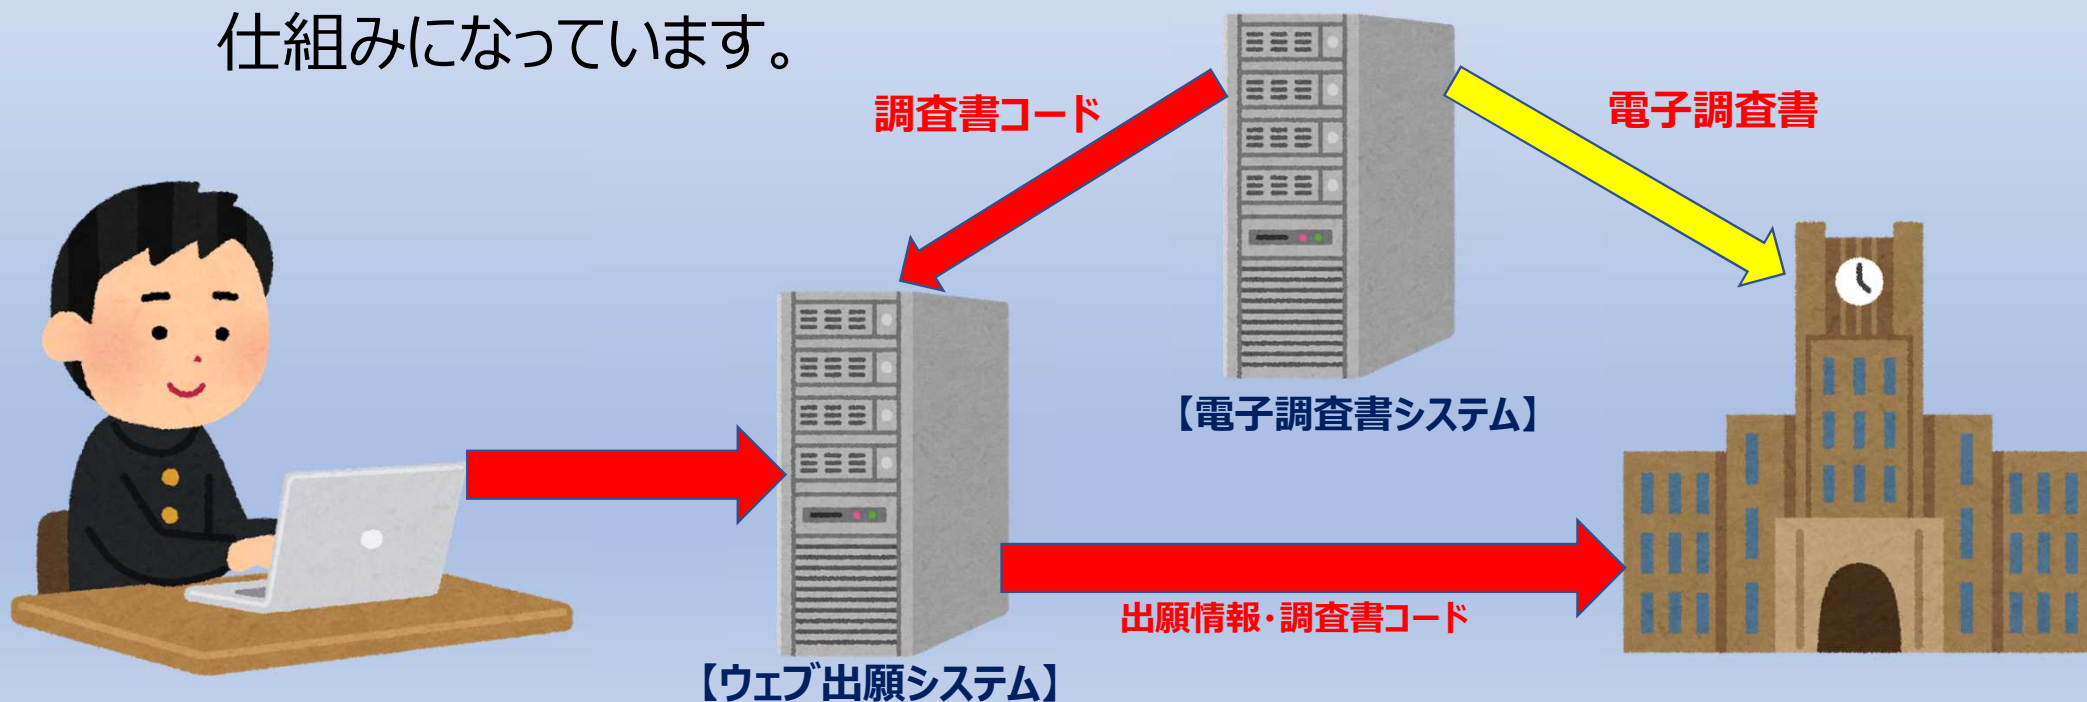 仕組みになっています。
調査書コード
電子調査書
【電子調査書システム】
出願情報・調査書コード
【ウェブ出願システム】